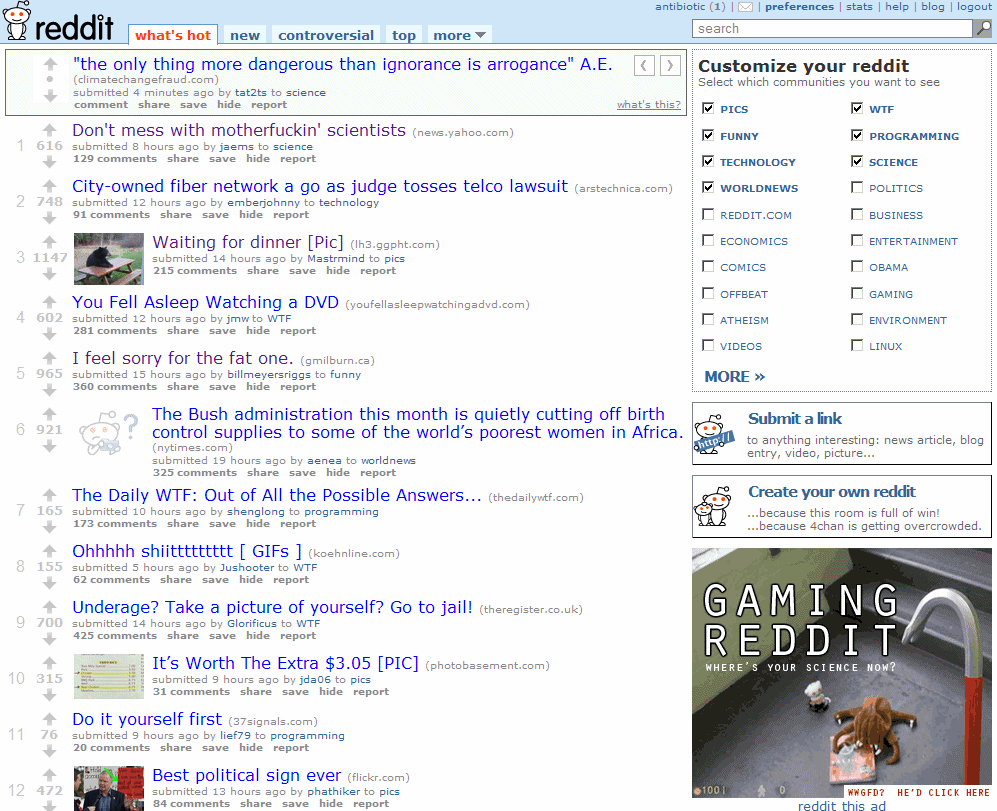 antibiotic (1) | | preferences | stats | help | blog | logout
reddit what's hot new controversial top more
search
"the only thing more dangerous than ignorance is arrogance" A.E.
(climatechangefraud.com)
submitted 4 minutes ago by tat2ts to science
comment share save hide report
what's this?
1 616 Don't mess with motherfuckin' scientists (news.yahoo.com)
submitted 8 hours ago by jaems to science
129 comments share save hide report
2 748 City-owned fiber network a go as judge tosses telco lawsuit (arstechnica.com)
submitted 12 hours ago by emberjohnny to technology
91 comments share save hide report
3 1147 Waiting for dinner [Pic] (lh3.ggpht.com)
submitted 14 hours ago by Mastrmind to pics
215 comments share save hide report
4 602 You Fell Asleep Watching a DVD (youfellasleepwatchingadvd.com)
submitted 12 hours ago by jmw to WTF
281 comments share save hide report
5 965 I feel sorry for the fat one. (gmilburn.ca)
submitted 15 hours ago by billmeyersriggs to funny
360 comments share save hide report
6 921 The Bush administration this month is quietly cutting off birth
control supplies to some of the world’s poorest women in Africa.
(nytimes.com)
submitted 19 hours ago by aenea to worldnews
325 comments share save hide report
7 165 The Daily WTF: Out of All the Possible Answers... (thedailywtf.com)
submitted 10 hours ago by shenglong to programming
173 comments share save hide report
8 155 Ohhhhh shiittttttttt [ GIFs ] (koehnline.com)
submitted 5 hours ago by Jushooter to WTF
62 comments share save hide report
9 700 Underage? Take a picture of yourself? Go to jail! (theregister.co.uk)
submitted 14 hours ago by Glorificus to WTF
425 comments share save hide report
10 315 It’s Worth The Extra $3.05 [PIC] (photobasement.com)
submitted 9 hours ago by jda06 to pics
31 comments share save hide report
11 76 Do it yourself first (37signals.com)
submitted 9 hours ago by lief79 to programming
20 comments share save hide report
12 472 Best political sign ever (flickr.com)
submitted 13 hours ago by phathiker to pics
84 comments share save hide report
Customize your reddit
Select which communities you want to see
PICS WTF
FUNNY PROGRAMMING
TECHNOLOGY SCIENCE
WORLDNEWS POLITICS
REDDIT.COM BUSINESS
ECONOMICS ENTERTAINMENT
COMICS OBAMA
OFFBEAT GAMING
ATHEISM ENVIRONMENT
VIDEOS LINUX
MORE »
http://
Submit a link
to anything interesting: news article, blog
entry, video, picture...
Create your own reddit
...because this room is full of win!
...because 4chan is getting overcrowded.
GAMING
REDDIT
WHERE'S YOUR SCIENCE NOW?
100
0
WWGFD? HE'D CLICK HERE
reddit this ad